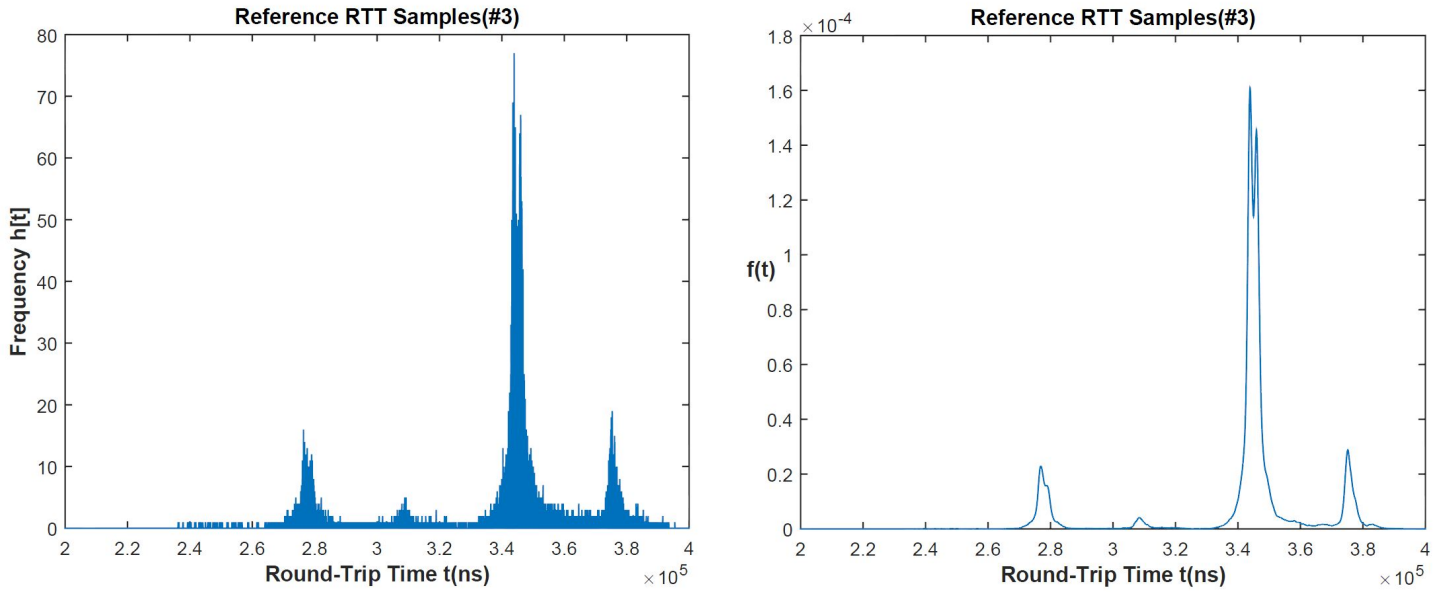 Reference RTT Samples(#3)
80
70
60
50
40
30
20
10
0
Frequency h[t]
2 2.2 2.4 2.6 2.8 3 3.2 3.4 3.6 3.8 4
Round-Trip Time t(ns)
×10^5
Reference RTT Samples(#3)
×10^-4
1.8
1.6
1.4
1.2
1
0.8
0.6
0.4
0.2
0
f(t)
2 2.2 2.4 2.6 2.8 3 3.2 3.4 3.6 3.8 4
Round-Trip Time t(ns)
×10^5